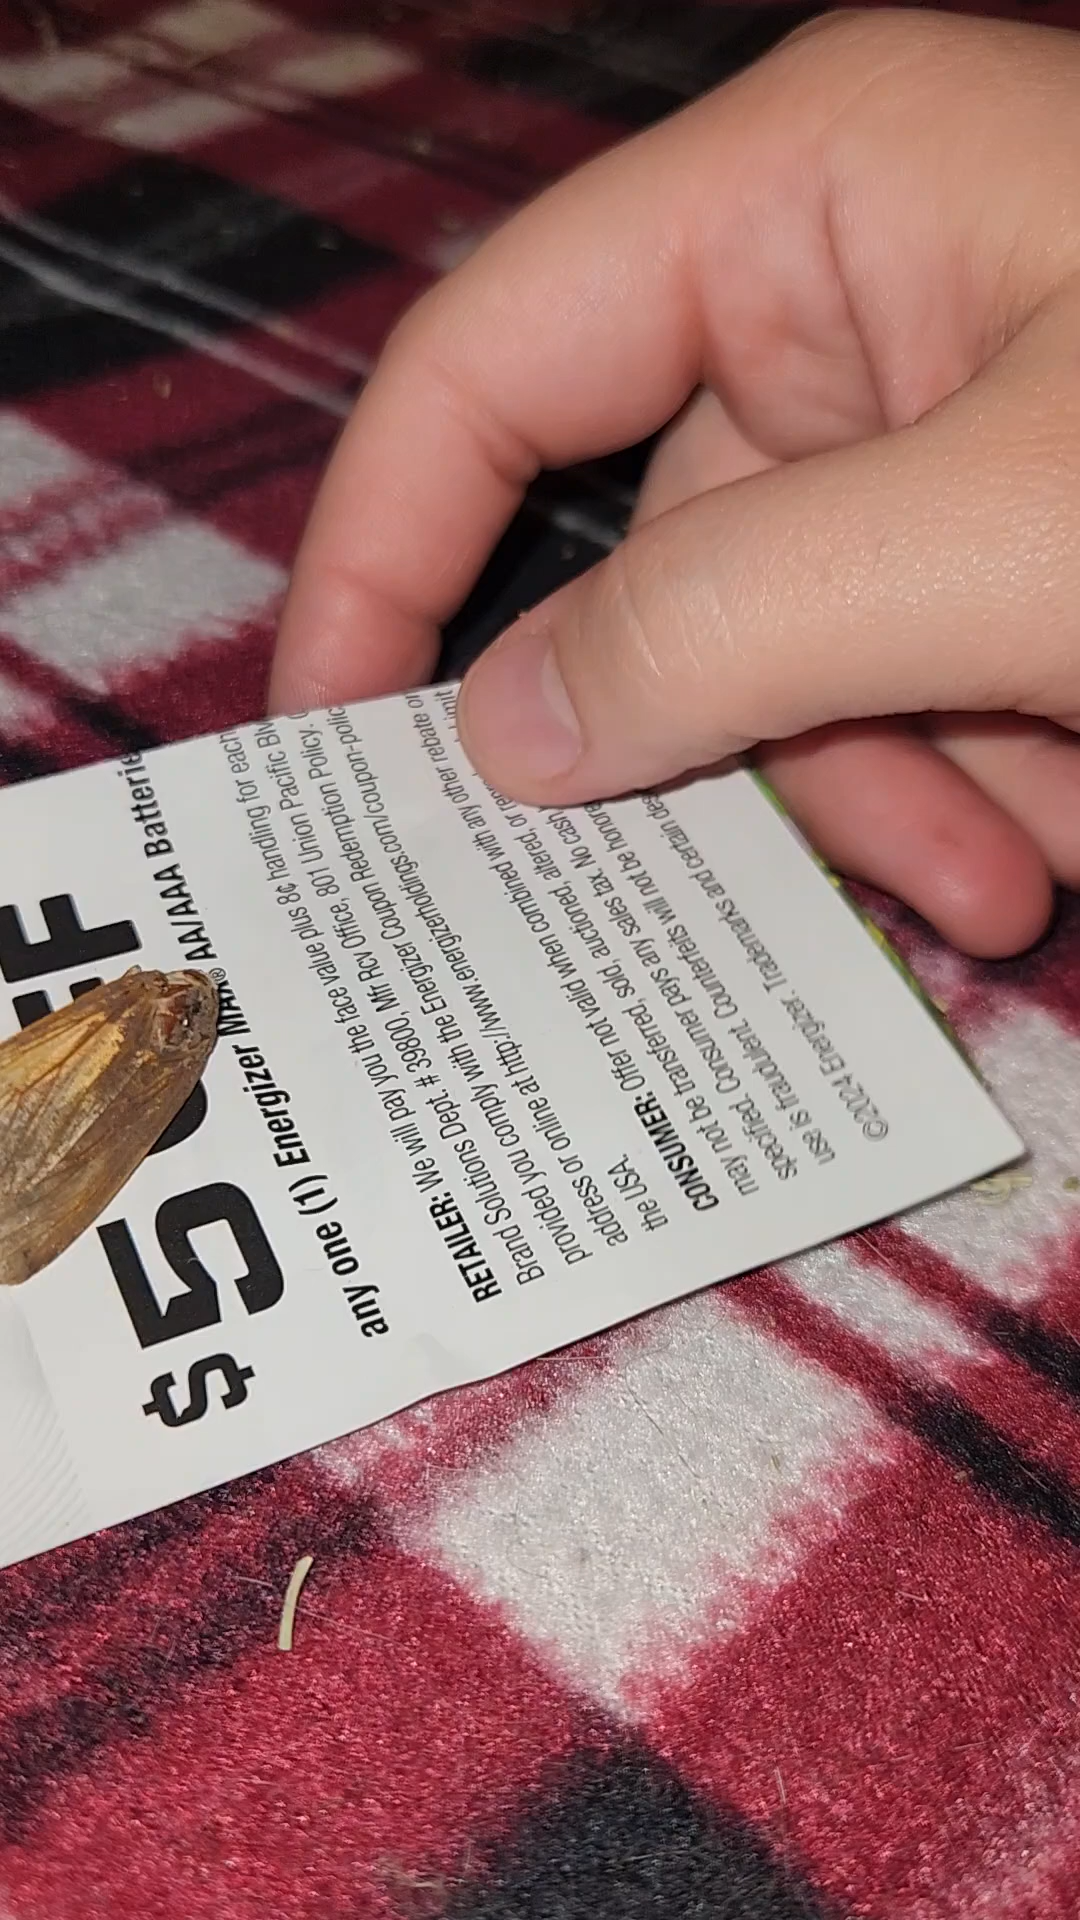 $5 OFF
any one (1) Energizer MAX® AA/AAA Batterie
RETAILER: We will pay you the face value plus 8¢ handling for each
Brand Solutions Dept. # 39800, Mfr Rcv Office, 801 Union Pacific Blv
provided you comply with the Energizer Coupon Redemption Policy.
address or online at http://www.energizerholdings.com/coupon-polic
the USA.
CONSUMER: Offer not valid when combined with any other rebate or
may not be transferred, sold, auctioned, altered, or
specified. Consumer pays any sales tax. No cash
use is fraudulent. Counterfeits will not be honore
©2024 Energizer. Trademarks and certain des